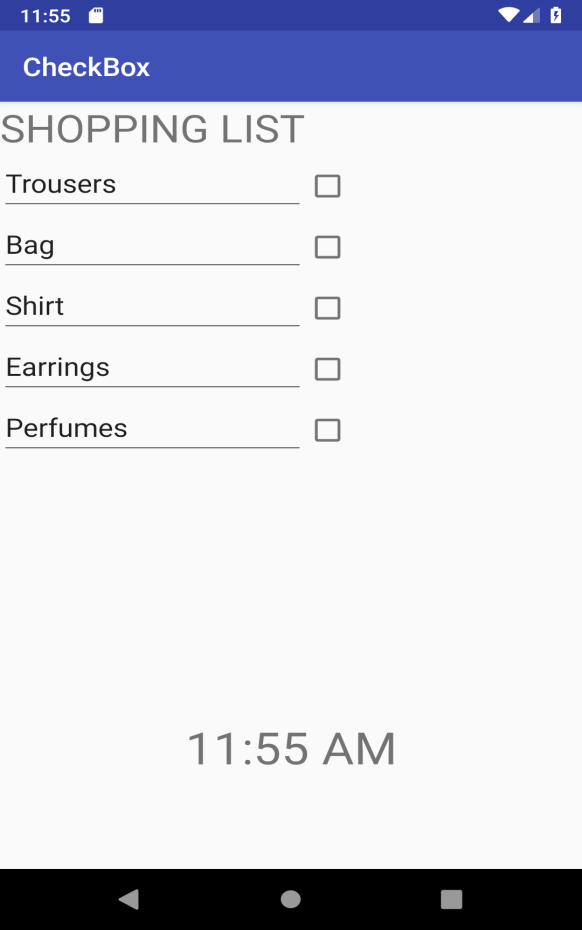 11:55
CheckBox
SHOPPING LIST
Trousers
Bag
Shirt
Earrings
Perfumes
11:55 AM